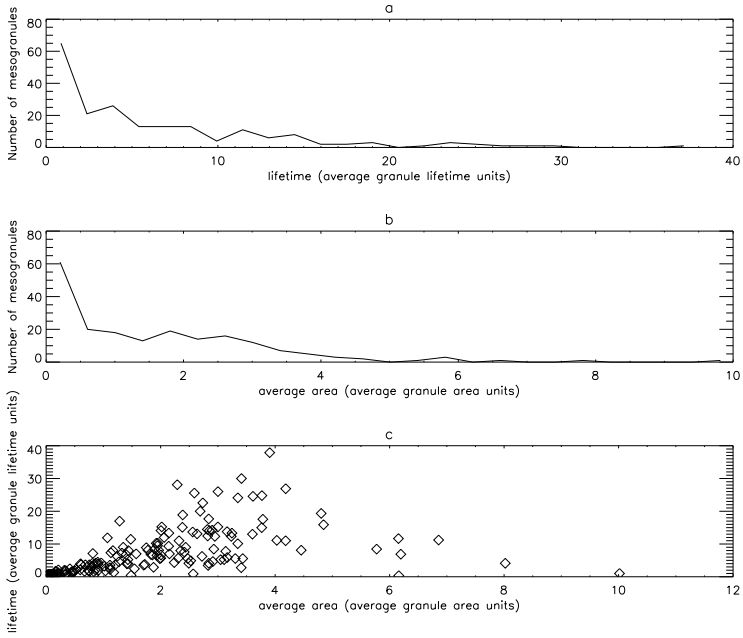 a
Number of mesogranules
80
60
40
20
0
0 10 20 30 40
lifetime (average granule lifetime units)
b
Number of mesogranules
80
60
40
20
0
0 2 4 6 8 10
average area (average granule area units)
c
lifetime (average granule lifetime units)
40
30
20
10
0
0 2 4 6 8 10 12
average area (average granule area units)